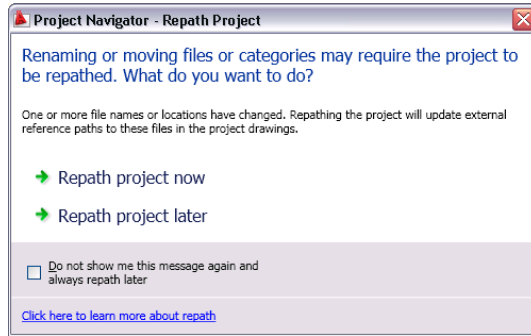 Project Navigator - Repath Project
Renaming or moving files or categories may require the project to
be repathed. What do you want to do?
One or more file names or locations have changed. Repathing the project will update external
reference paths to these files in the project drawings.
Repath project now
Repath project later
Do not show me this message again and
always repath later
Click here to learn more about repath